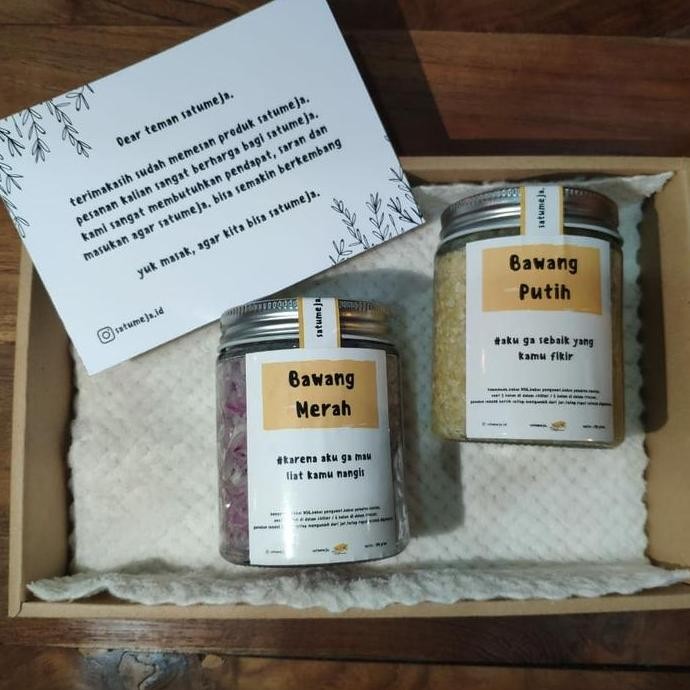 Dear teman satumeja,
terimakasih sudah memesan produk satumeja.
pesanan kalian sangat berharga bagi satumeja.
kami sangat membutuhkan pendapat, saran dan
masukan agar satumeja. bisa semakin berkembang
yuk masak, agar kita bisa satumeja.
satumeja.id
satumeja.
Bawang
Putih
#aku ga sebaik yang
kamu fikir
satumeja.
Bawang
Merah
#karena aku ga mau
liat kamu nangis